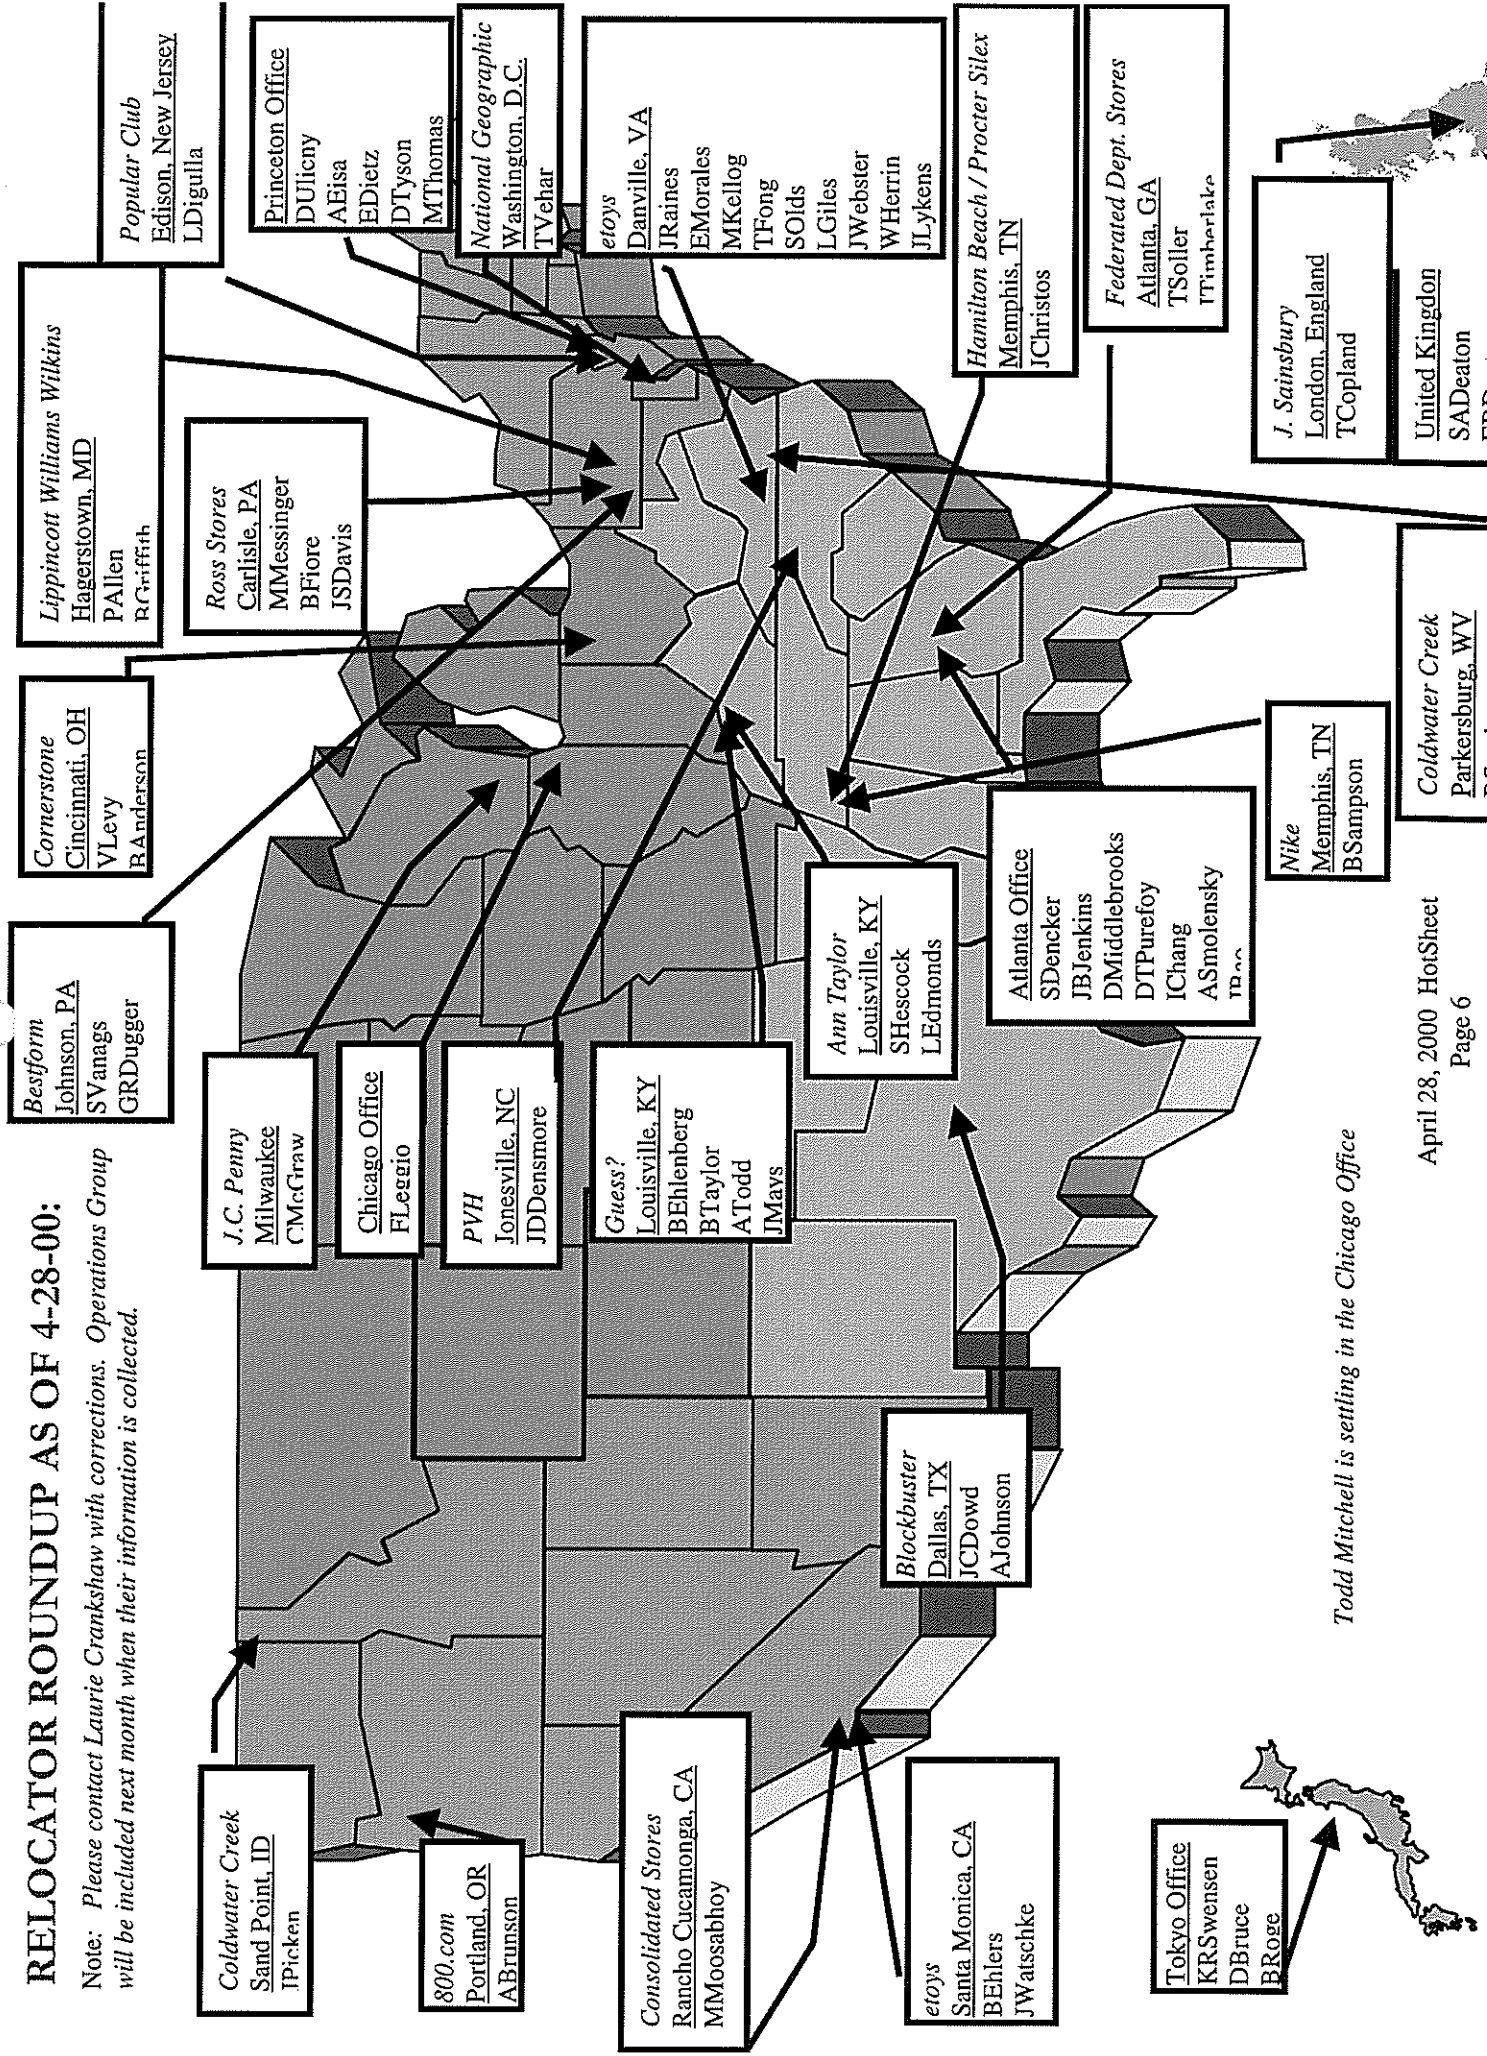 RELOCATOR ROUNDUP AS OF 4-28-00:
Note: Please contact Laurie Crankshaw with corrections. Operations Group
will be included next month when their information is collected.
Bestform
Johnson, PA
SVanags
GRDugger
Cornerstone
Cincinnati, OH
VLevy
BAnderson
Lippincott Williams Wilkins
Hagerstown, MD
PAllen
Popular Club
Edison, New Jersey
LDigulla
Ross Stores
Carlisle, PA
MMessinger
BFiore
JSDavis
Princeton Office
DUlicny
AEisa
EDietz
DTyson
MThomas
National Geographic
Washington, D.C.
TVehar
etoys
Danville, VA
JRaines
EMorales
MKellog
TFong
SOlds
LGiles
JWebster
WHerrin
JLykens
Hamilton Beach / Procter Silex
Memphis, TN
JChristos
Federated Dept. Stores
Atlanta, GA
TSoller
J. Sainsbury
London, England
TCopland
United Kingdom
SADeaton
Coldwater Creek
Parkersburg, WV
Nike
Memphis, TN
BSampson
Atlanta Office
SDencker
JBJenkins
DMiddlebrooks
DTPurefoy
IChang
ASmolensky
Ann Taylor
Louisville, KY
SHescock
LEdmonds
J.C. Penny
Milwaukee
CMcGraw
Chicago Office
FLeggio
PVH
Jonesville, NC
JDDensmore
Guess?
Louisville, KY
BEhlenberg
BTaylor
ATodd
JMays
Blockbuster
Dallas, TX
JCDowd
AJohnson
Coldwater Creek
Sand Point, ID
JPicken
800.com
Portland, OR
ABrunson
Consolidated Stores
Rancho Cucamonga, CA
MMoosabhoy
etoys
Santa Monica, CA
BEhlers
JWatschke
Tokyo Office
KRSwensen
DBruce
BRoge
Todd Mitchell is settling in the Chicago Office
April 28, 2000 HotSheet
Page 6